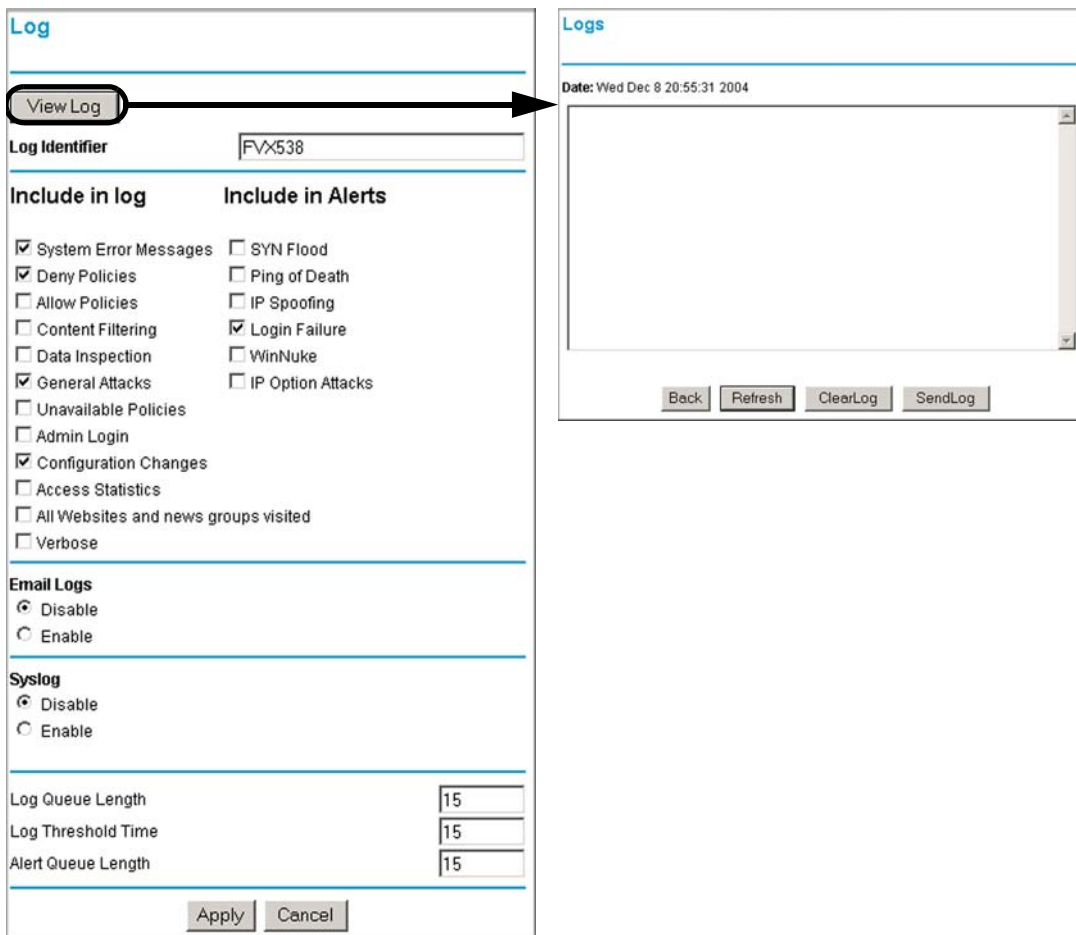 Log
View Log
Log Identifier FVX538
Include in log Include in Alerts
System Error Messages SYN Flood
Deny Policies Ping of Death
Allow Policies IP Spoofing
Content Filtering Login Failure
Data Inspection WinNuke
General Attacks IP Option Attacks
Unavailable Policies
Admin Login
Configuration Changes
Access Statistics
All Websites and news groups visited
Verbose
Email Logs
Disable
Enable
Syslog
Disable
Enable
Log Queue Length 15
Log Threshold Time 15
Alert Queue Length 15
Apply Cancel
Logs
Date: Wed Dec 8 20:55:31 2004
Back Refresh ClearLog SendLog